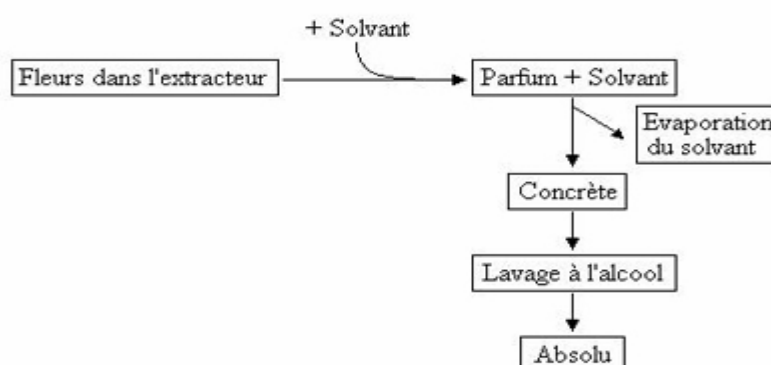 + Solvant
Fleurs dans l'extracteur
Parfum + Solvant
Evaporation
du solvant
Concrète
Lavage à l'alcool
Absolu